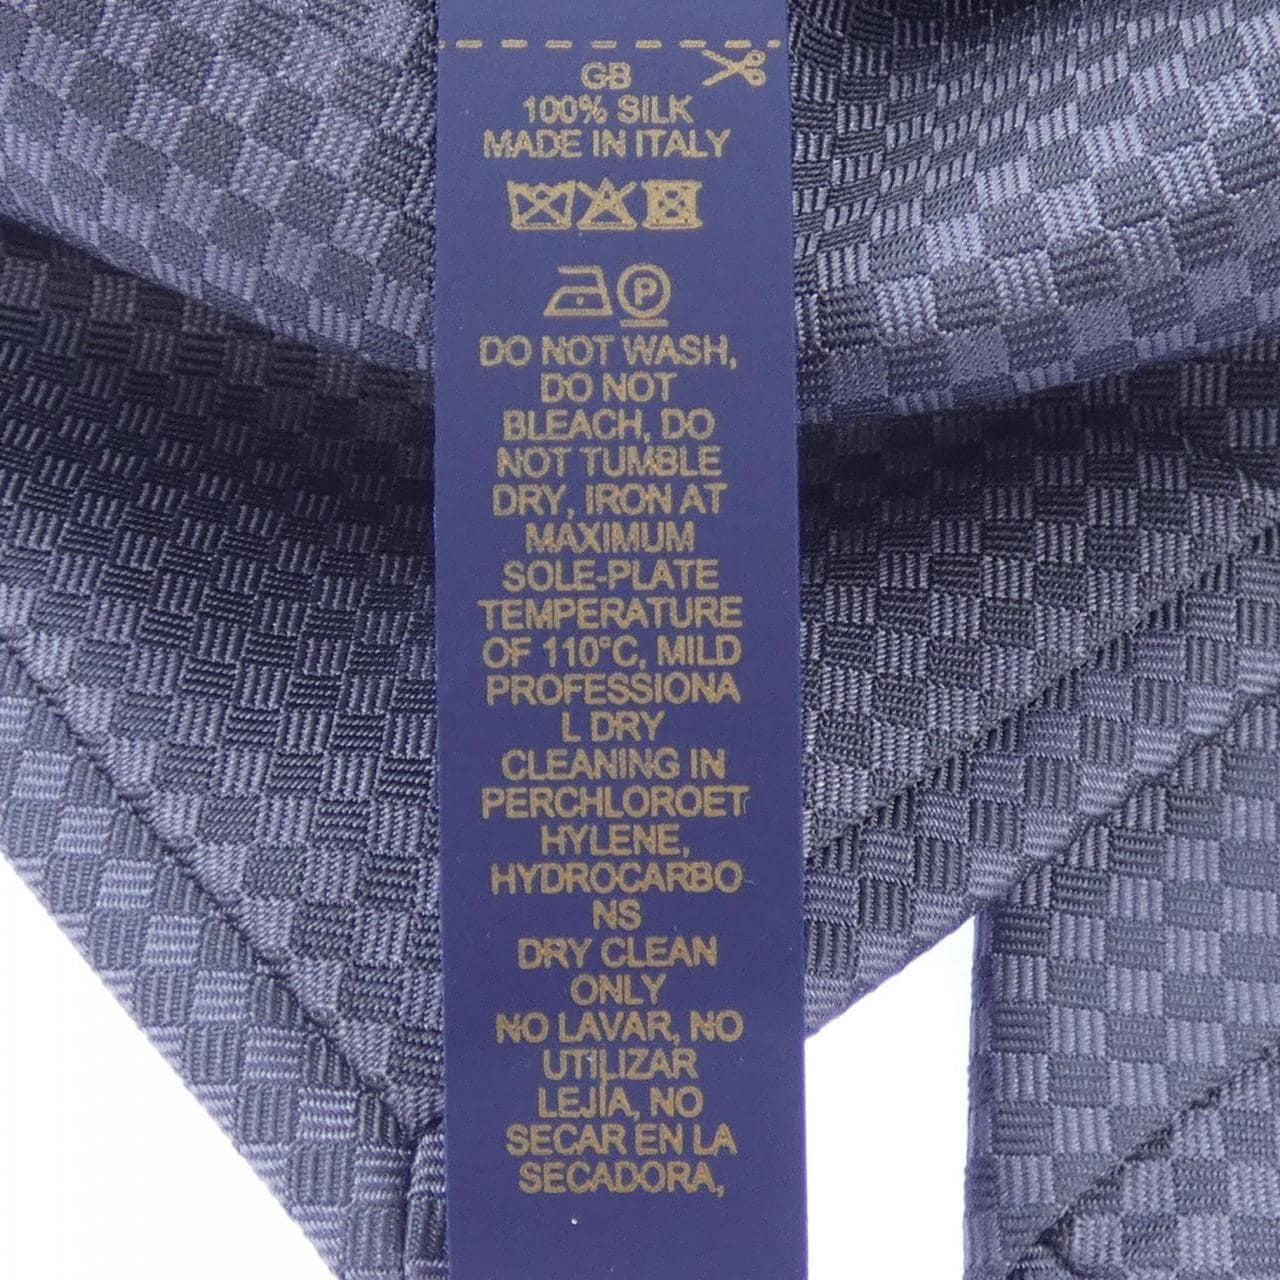 GB
100% SILK
MADE IN ITALY
P
DO NOT WASH,
DO NOT
BLEACH, DO
NOT TUMBLE
DRY, IRON AT
MAXIMUM
SOLE-PLATE
TEMPERATURE
OF 110°C, MILD
PROFESSIONA
L DRY
CLEANING IN
PERCHLOROET
HYLENE,
HYDROCARBO
NS
DRY CLEAN
ONLY
NO LAVAR, NO
UTILIZAR
LEJÍA, NO
SECAR EN LA
SECADORA,